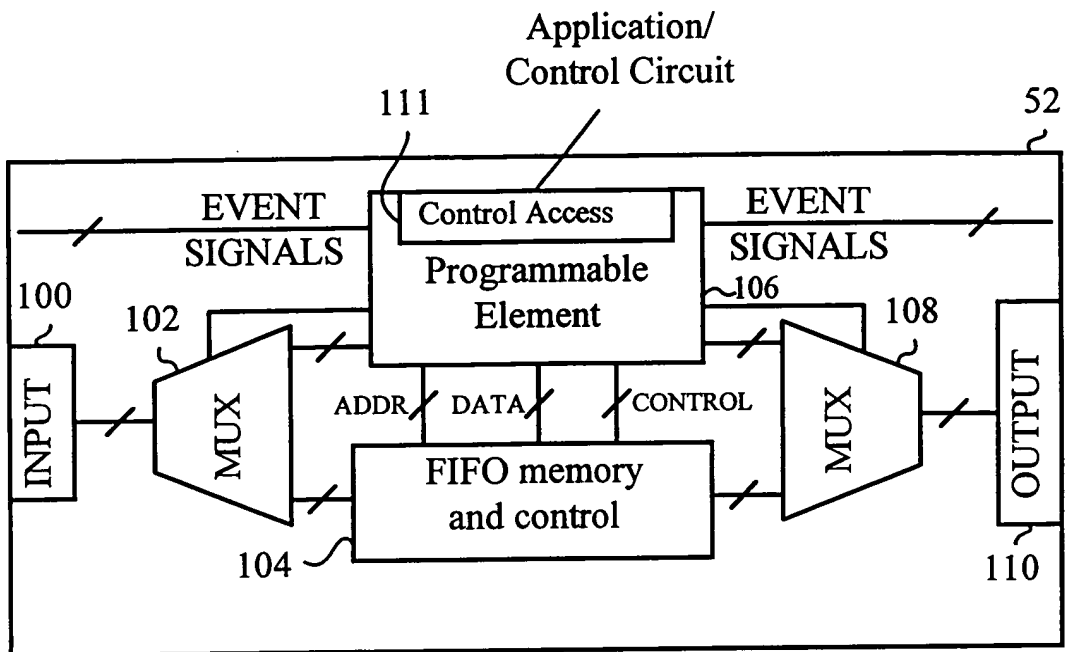 Application/
Control Circuit
111
52
EVENT
SIGNALS
Control Access
EVENT
SIGNALS
Programmable
Element
106
100
102
108
INPUT
MUX
ADDR
DATA
CONTROL
MUX
OUTPUT
FIFO memory
and control
104
110